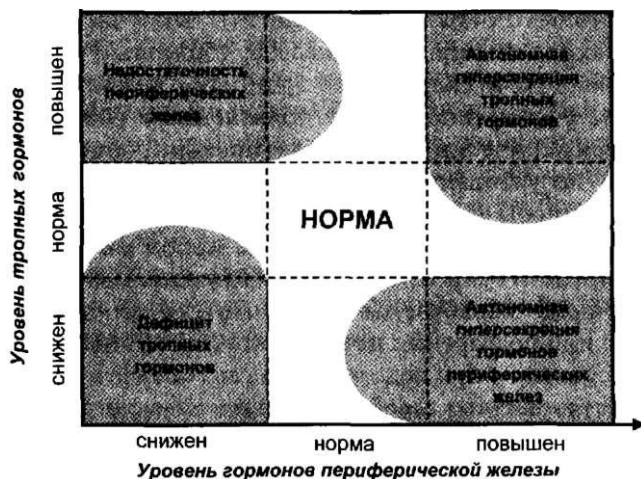 Уровень тропных гормонов
повышен
норма
снижен
Недостаточность
периферических
желез
Автономная
гиперсекреция
тропных
гормонов
НОРМА
Дефицит
тропных
гормонов
Автономная
гиперсекреция
гормонов
периферических
желез
снижен
норма
повышен
Уровень гормонов периферической железы